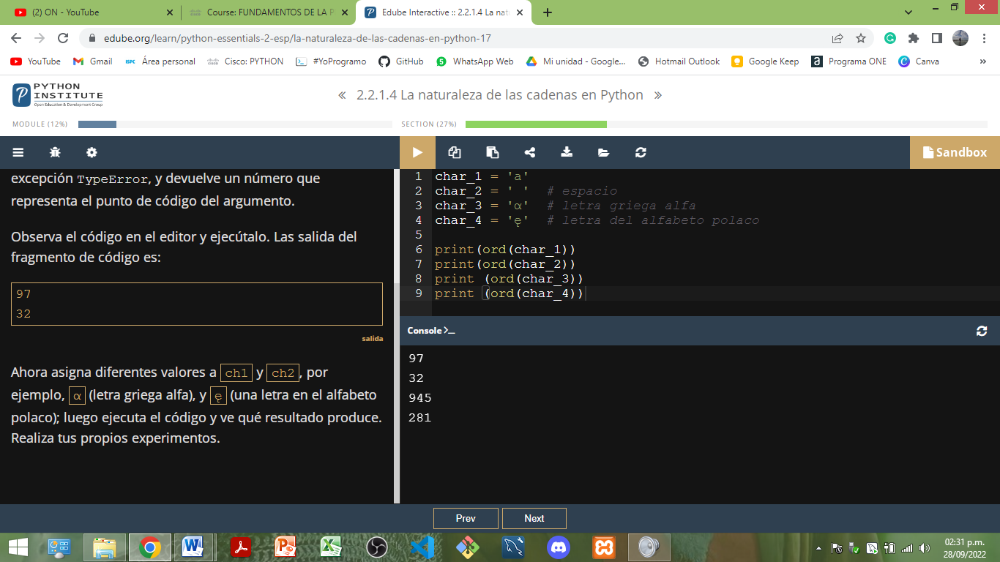 (2) ON - YouTube
Course: FUNDAMENTOS DE LA P
Edube Interactive :: 2.2.1.4 La nat
edube.org/learn/python-essentials-2-esp/la-naturaleza-de-las-cadenas-en-python-17
YouTube Gmail ISPC Área personal Cisco: PYTHON #YoProgramo GitHub WhatsApp Web Mi unidad - Google... Hotmail Outlook Google Keep Programa ONE Canva »
PYTHON
INSTITUTE
Open Education & Development Group
« 2.2.1.4 La naturaleza de las cadenas en Python »
MODULE (12%) SECTION (27%)
Sandbox
excepción TypeError, y devuelve un número que
representa el punto de código del argumento.
Observa el código en el editor y ejecútalo. Las salida del
fragmento de código es:
97
32
salida
Ahora asigna diferentes valores a ch1 y ch2, por
ejemplo, α (letra griega alfa), y ę (una letra en el alfabeto
polaco); luego ejecuta el código y ve qué resultado produce.
Realiza tus propios experimentos.
1 char_1 = 'a'
2 char_2 = ' '  # espacio
3 char_3 = 'α'  # letra griega alfa
4 char_4 = 'ę'  # letra del alfabeto polaco
5
6 print(ord(char_1))
7 print(ord(char_2))
8 print (ord(char_3))
9 print (ord(char_4))
Console >_
97
32
945
281
Prev Next
02:31 p.m.
28/09/2022